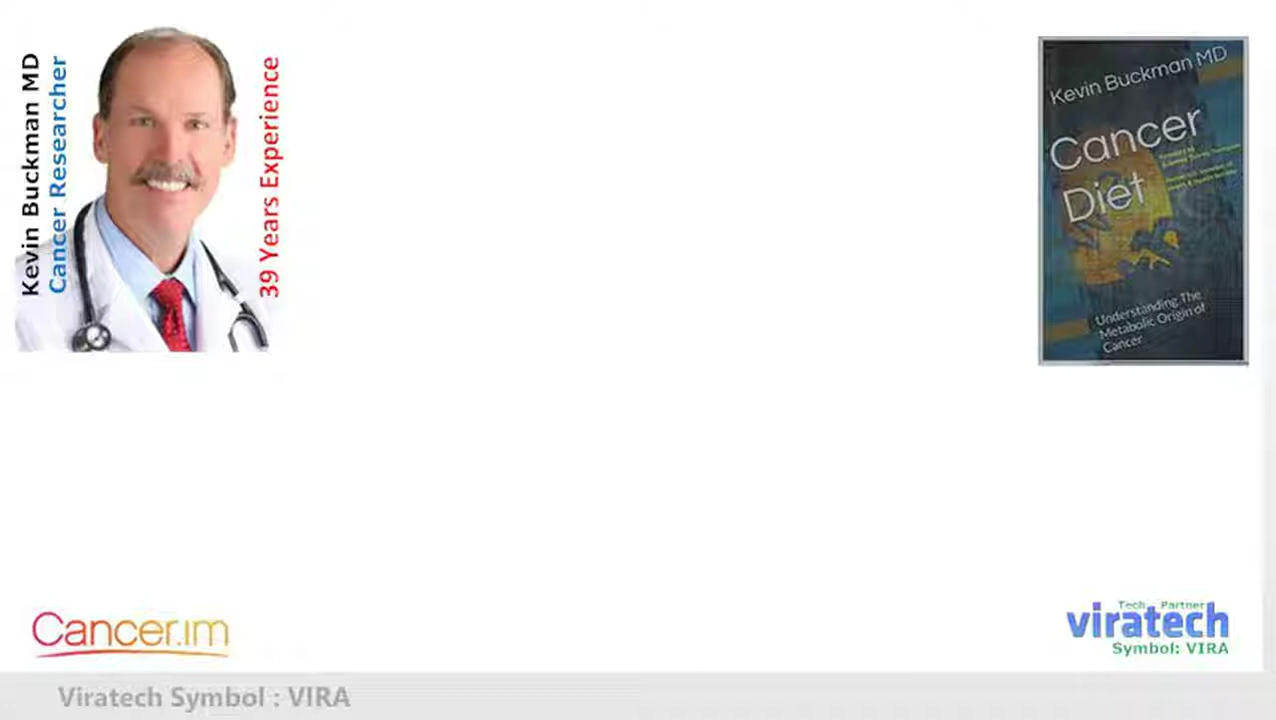 Kevin Buckman MD
Cancer Researcher
39 Years Experience
Kevin Buckman MD
Cancer
Diet
Understanding The
Metabolic Origin of
Cancer
Cancer.im
Tech Partner
viratech
Symbol: VIRA
Viratech Symbol : VIRA